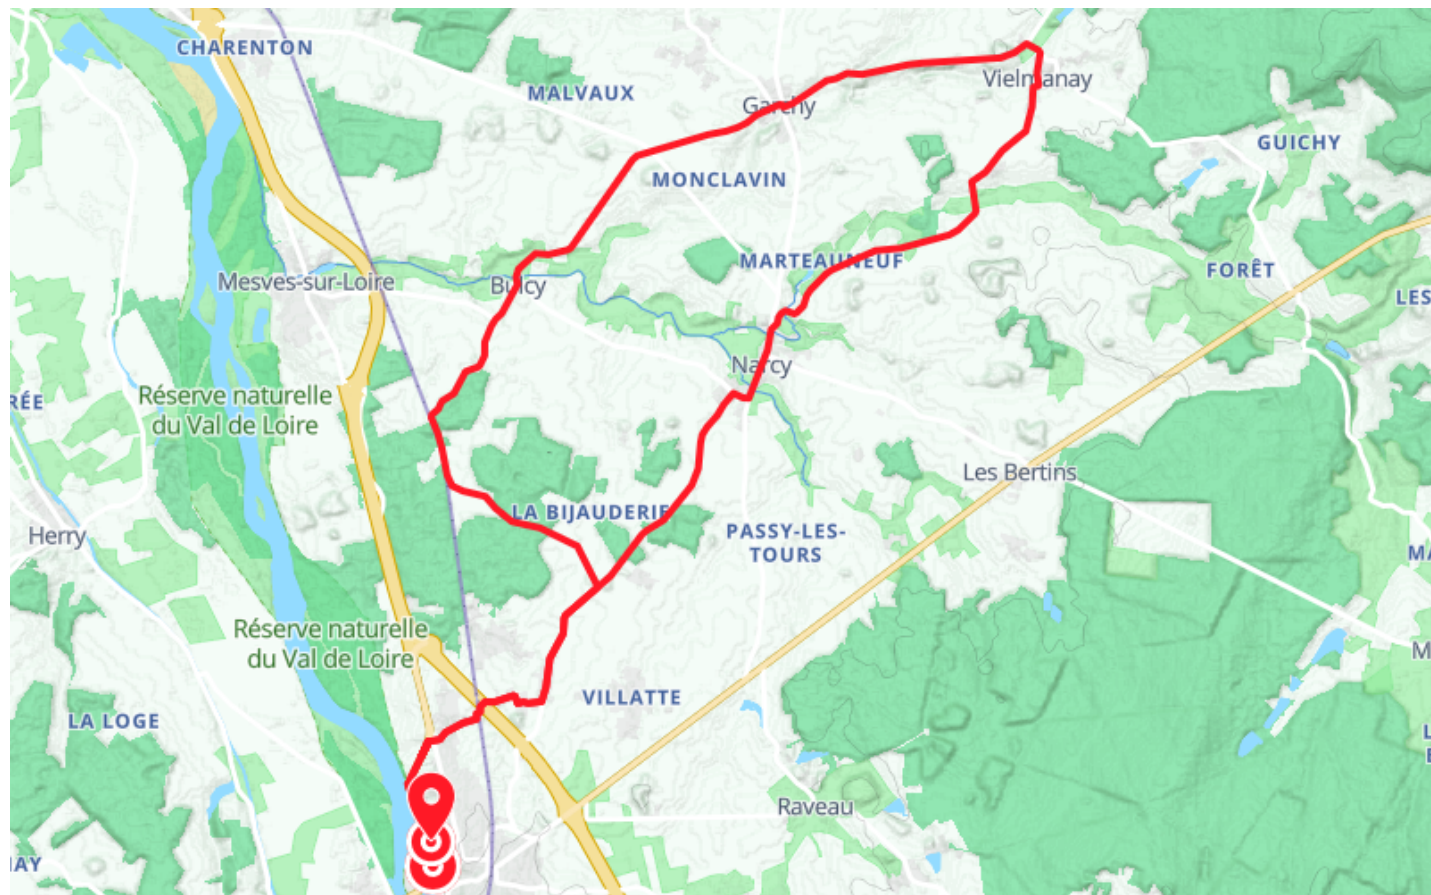 CHARENTON
MALVAUX
Garchy
Vielmanay
GUICHY
MONCLAVIN
MARTEAUNEUF
FORÊT
LES
Mesves-sur-Loire
Bulcy
Narcy
RÉE
Réserve naturelle
du Val de Loire
Les Bertins
LA BIJAUDERIE
PASSY-LES-
TOURS
Herry
MA
Réserve naturelle
du Val de Loire
M
VILLATTE
LA LOGE
L
Raveau
NAY